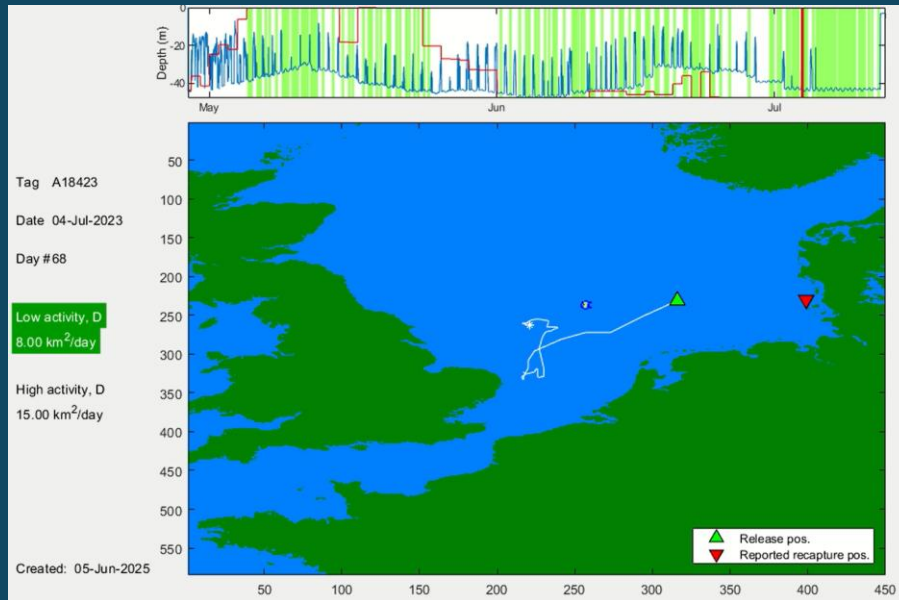 Depth (m)
0
-20
-40
May
Jun
Jul
Tag A18423
Date 04-Jul-2023
Day #68
Low activity, D
8.00 km²/day
High activity, D
15.00 km²/day
Created: 05-Jun-2025
50
100
150
200
250
300
350
400
450
500
550
50
100
150
200
250
300
350
400
450
Release pos.
Reported recapture pos.